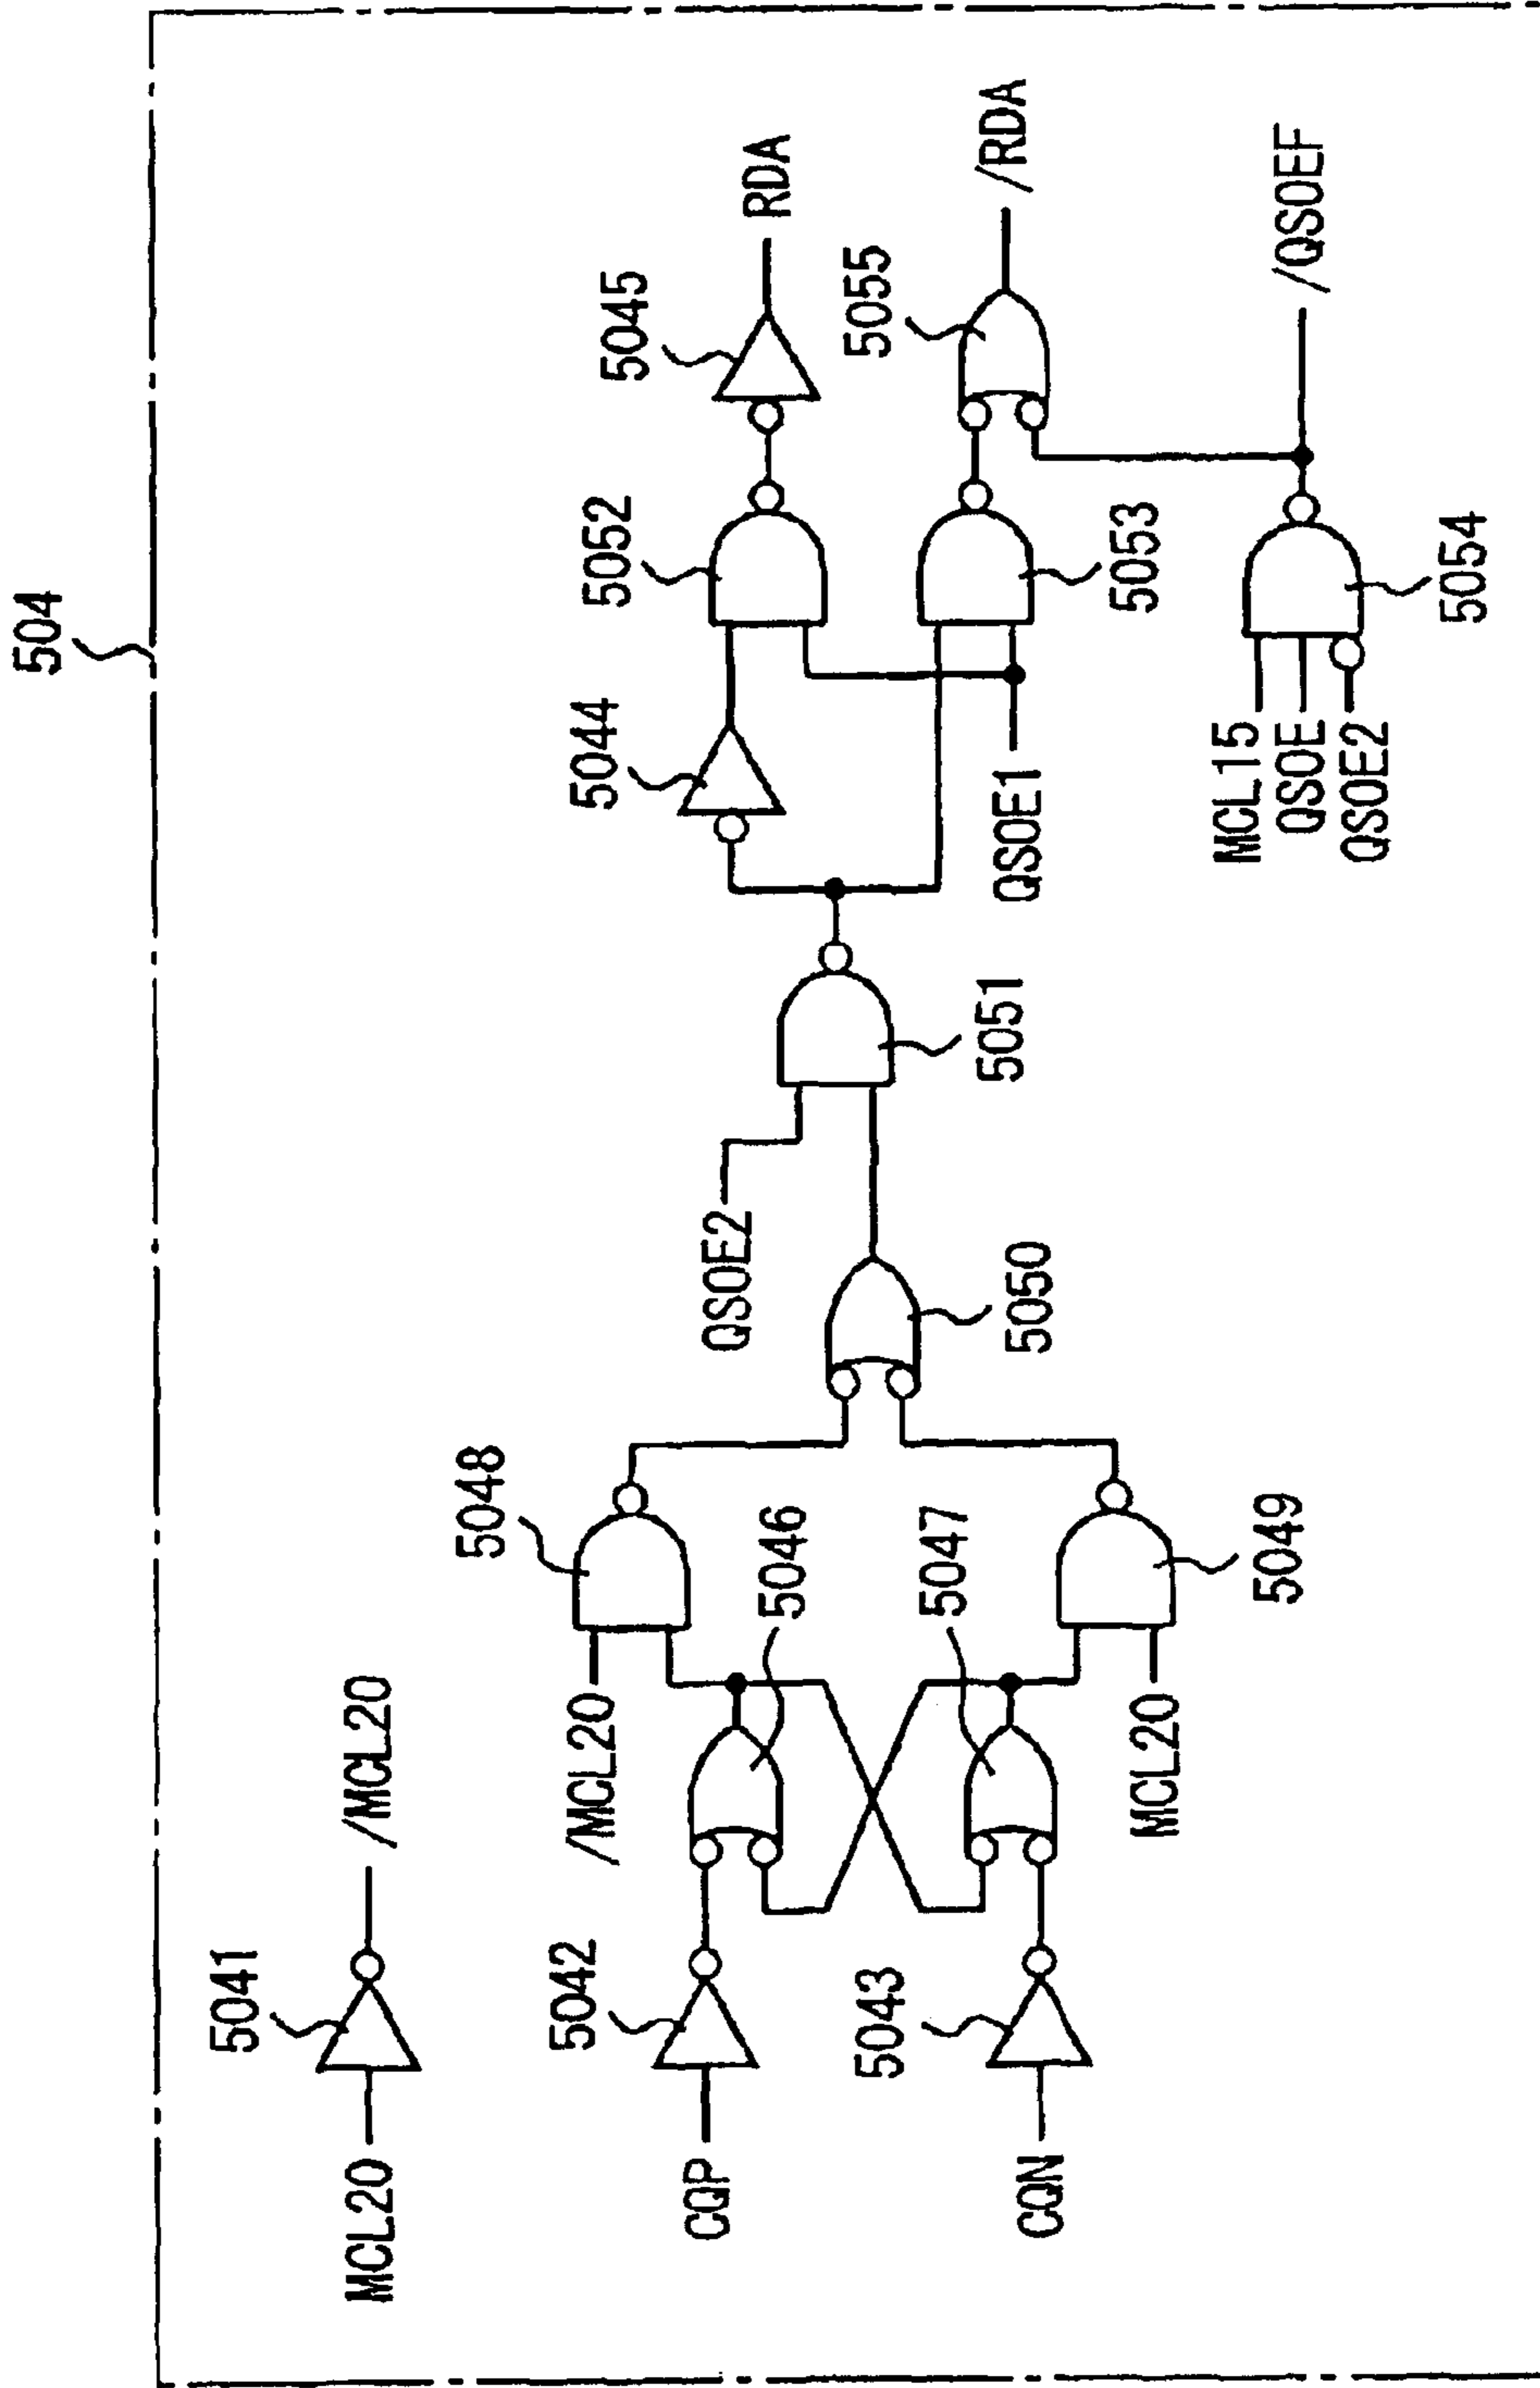 504
5041
MCL20
/MCL20
5042
CQP
5043
CQN
/MCL20
5048
5046
5047
MCL20
5049
5050
QSOE2
5051
5044
5052
5045
RDA
QSOE1
5053
5055
/RDA
MCL15
QSOE
QSOE2
5054
/QSOEF